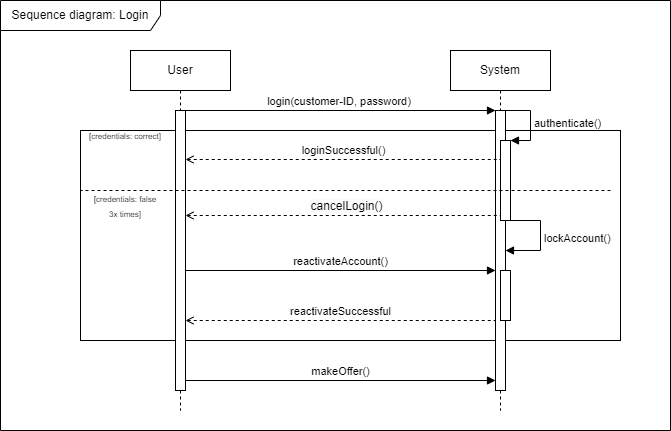 Sequence diagram: Login
User
System
login(customer-ID, password)
authenticate()
[credentials: correct]
loginSuccessful()
[credentials: false
3x times]
cancelLogin()
lockAccount()
reactivateAccount()
reactivateSuccessful
makeOffer()